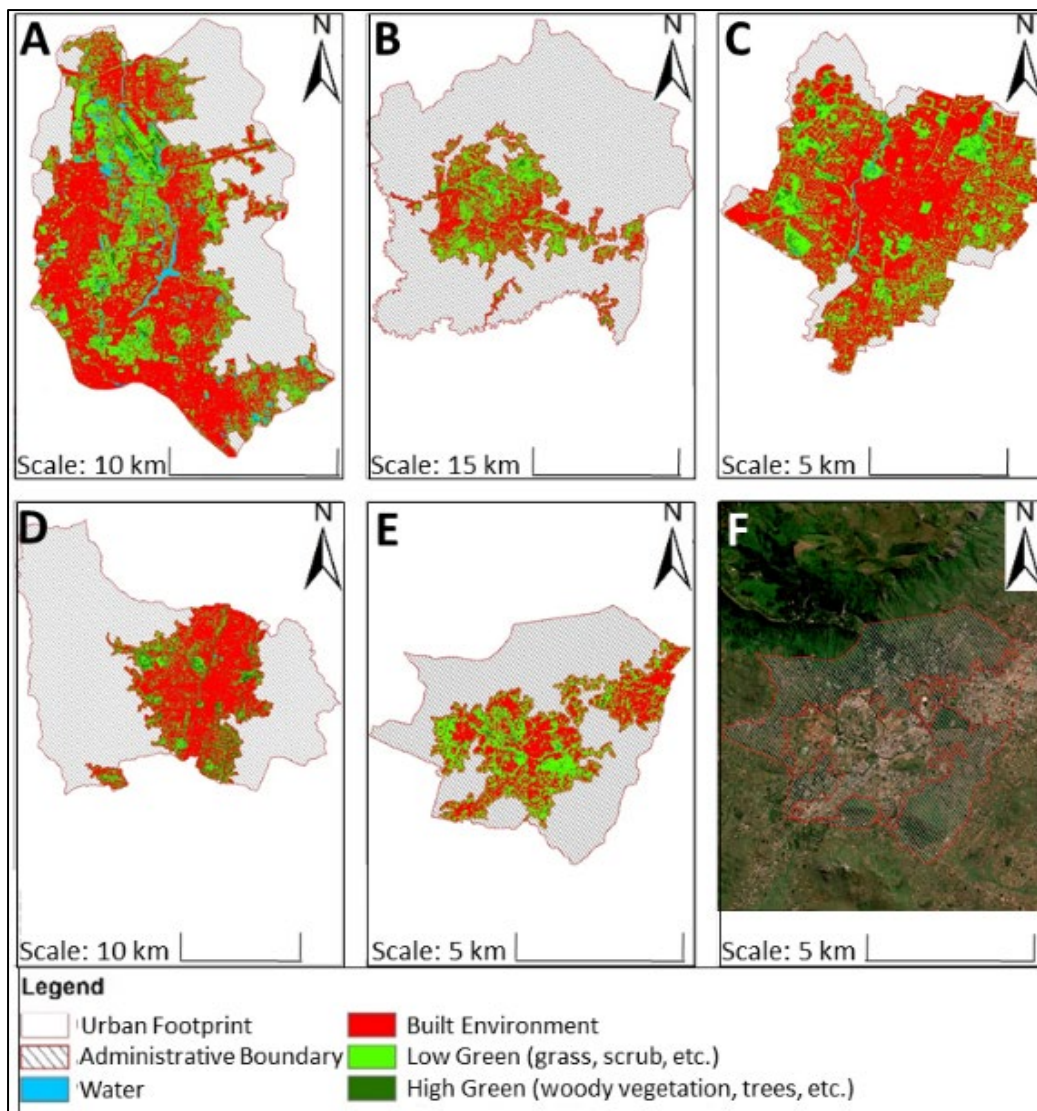 A N
B N
C N
Scale: 10 km
Scale: 15 km
Scale: 5 km
D N
E N
F N
Scale: 10 km
Scale: 5 km
Scale: 5 km
Legend
Urban Footprint
Built Environment
Administrative Boundary
Low Green (grass, scrub, etc.)
Water
High Green (woody vegetation, trees, etc.)